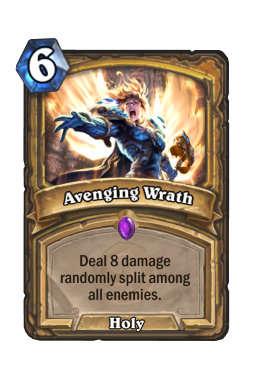 6
Avenging Wrath
Deal 8 damage
randomly split among
all enemies.
Holy